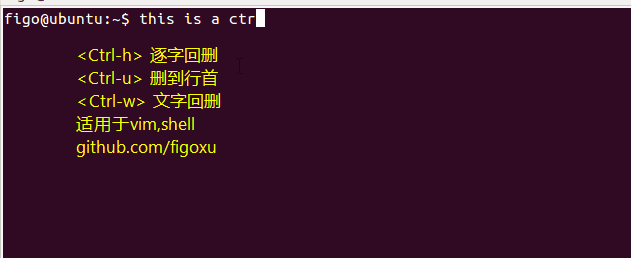 figo@ubuntu:~$ this is a ctr
<Ctrl-h> 逐字回删
<Ctrl-u> 删到行首
<Ctrl-w> 文字回删
适用于vim,shell
github.com/figoxu